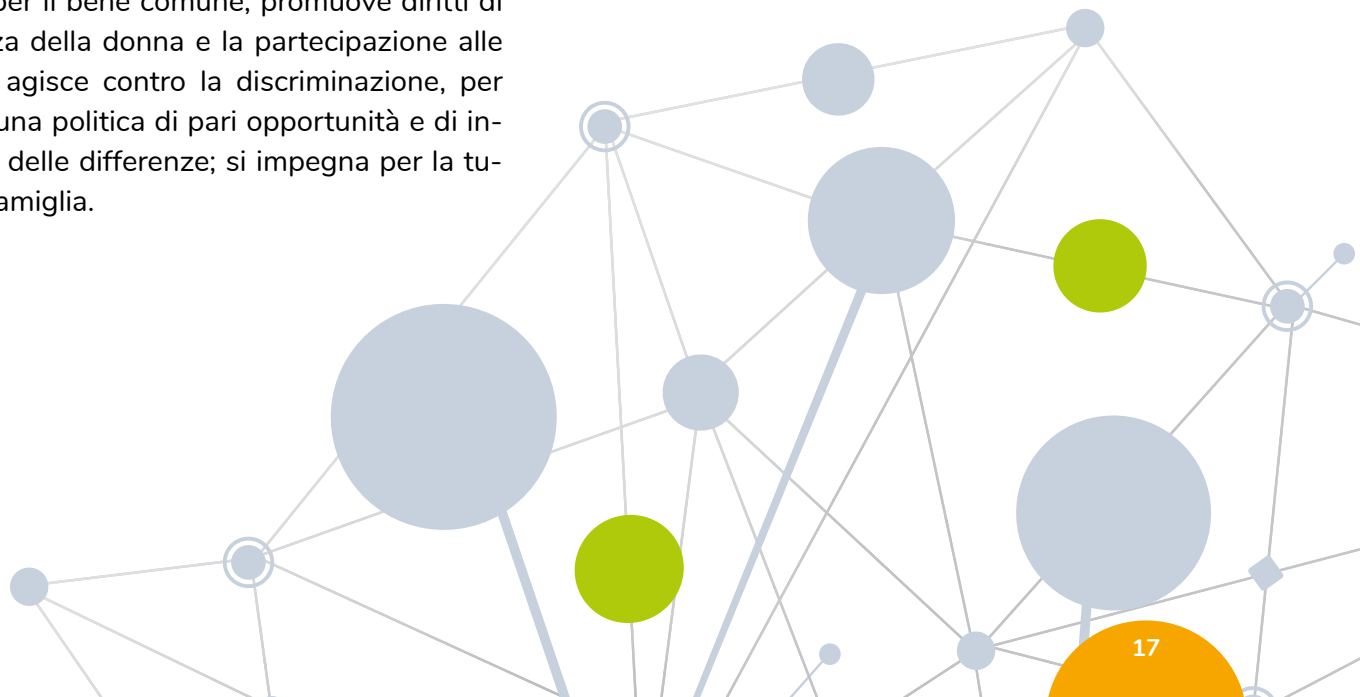 per il bene comune, promuove diritti di
za della donna e la partecipazione alle
agisce contro la discriminazione, per
una politica di pari opportunità e di in-
delle differenze; si impegna per la tu-
amiglia.
17